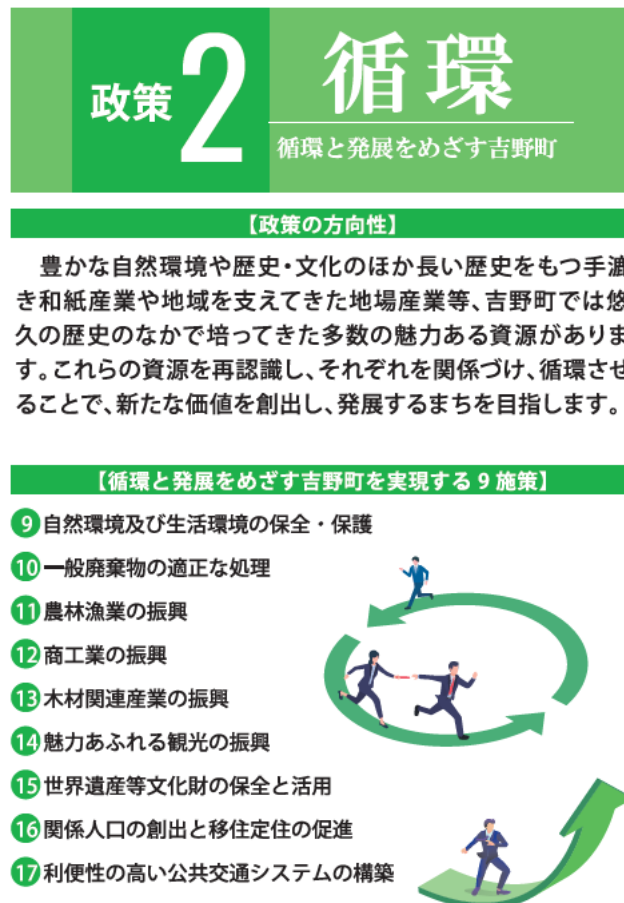 政策2
循環
循環と発展をめざす吉野町
【政策の方向性】
豊かな自然環境や歴史・文化のほか長い歴史をもつ手漉
き和紙産業や地域を支えてきた地場産業等、吉野町では悠
久の歴史のなかで培ってきた多数の魅力ある資源がありま
す。これらの資源を再認識し、それぞれを関係づけ、循環させ
ることで、新たな価値を創出し、発展するまちを目指します。
【循環と発展をめざす吉野町を実現する9施策】
9 自然環境及び生活環境の保全・保護
10 一般廃棄物の適正な処理
11 農林漁業の振興
12 商工業の振興
13 木材関連産業の振興
14 魅力あふれる観光の振興
15 世界遺産等文化財の保全と活用
16 関係人口の創出と移住定住の促進
17 利便性の高い公共交通システムの構築